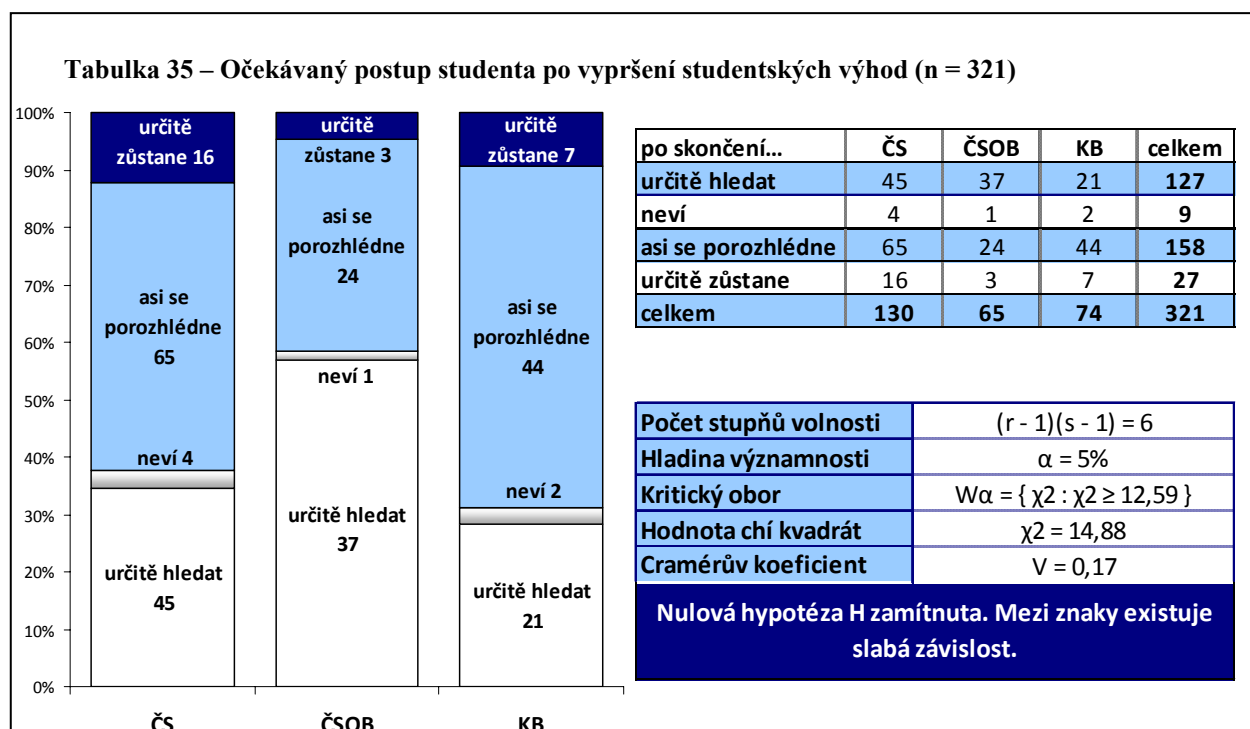 Tabulka 35 – Očekávaný postup studenta po vypršení studentských výhod (n = 321)
100%
90%
80%
70%
60%
50%
40%
30%
20%
10%
0%
určitě
zůstane 16
asi se
porozhlédne
65
neví 4
určitě hledat
45
ČS
určitě
zůstane 3
asi se
porozhlédne
24
neví 1
určitě hledat
37
ČSOB
určitě
zůstane 7
asi se
porozhlédne
44
neví 2
určitě hledat
21
KB
po skončení... ČS ČSOB KB celkem
určitě hledat 45 37 21 127
neví 4 1 2 9
asi se porozhlédne 65 24 44 158
určitě zůstane 16 3 7 27
celkem 130 65 74 321
Počet stupňů volnosti (r - 1)(s - 1) = 6
Hladina významnosti α = 5%
Kritický obor Wα = { χ2 : χ2 ≥ 12,59 }
Hodnota chí kvadrát χ2 = 14,88
Cramérův koeficient V = 0,17
Nulová hypotéza H zamítnuta. Mezi znaky existuje
slabá závislost.